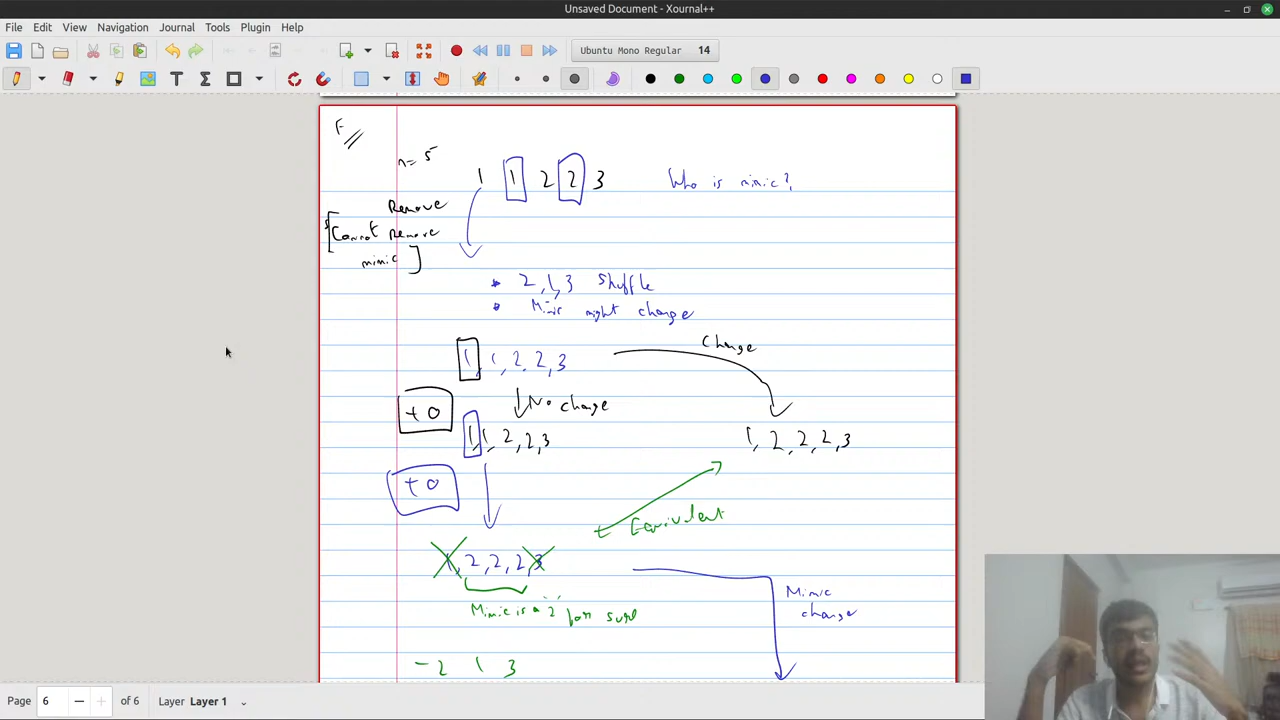 Unsaved Document - Xournal++
File Edit View Navigation Journal Tools Plugin Help
Ubuntu Mono Regular 14
F
n = 5
1 1 2 2 3 Who is mimic?
Remove
[Cannot Remove
mimic]
2, 1, 3 Shuffle
Mimic might change
1, 1, 2, 2, 3
Change
+0
No change
1, 1, 2, 2, 3
1, 2, 2, 2, 3
+0
Equivalent
1, 2, 2, 2, 3
Mimic
change
Mimic is a "2" for sure
- 2 1 3
Page 6 of 6 Layer Layer 1